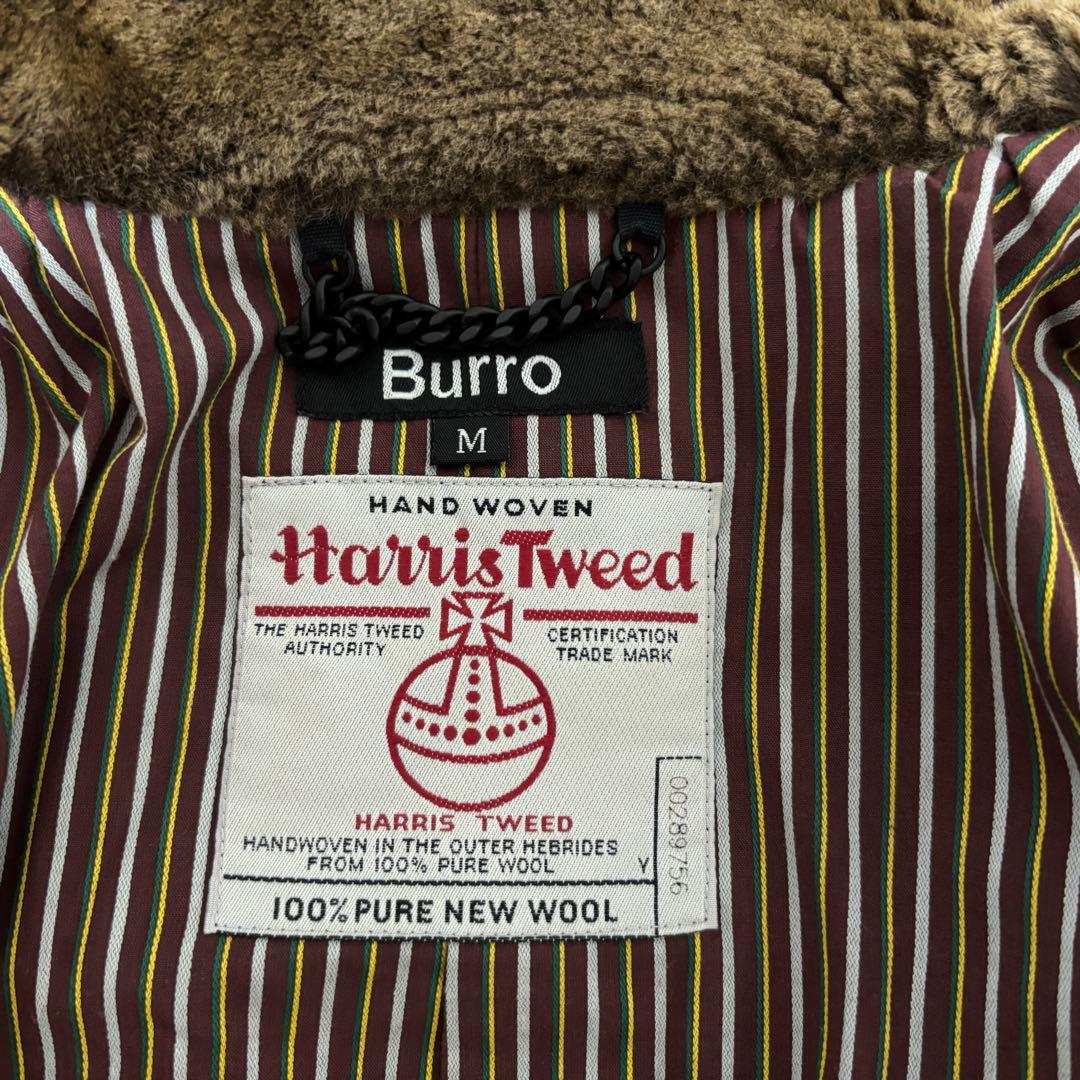 Burro
M
HAND WOVEN
Harris Tweed
THE HARRIS TWEED
AUTHORITY
CERTIFICATION
TRADE MARK
HARRIS TWEED
HANDWOVEN IN THE OUTER HEBRIDES
FROM 100% PURE WOOL
Y
00289756
100% PURE NEW WOOL